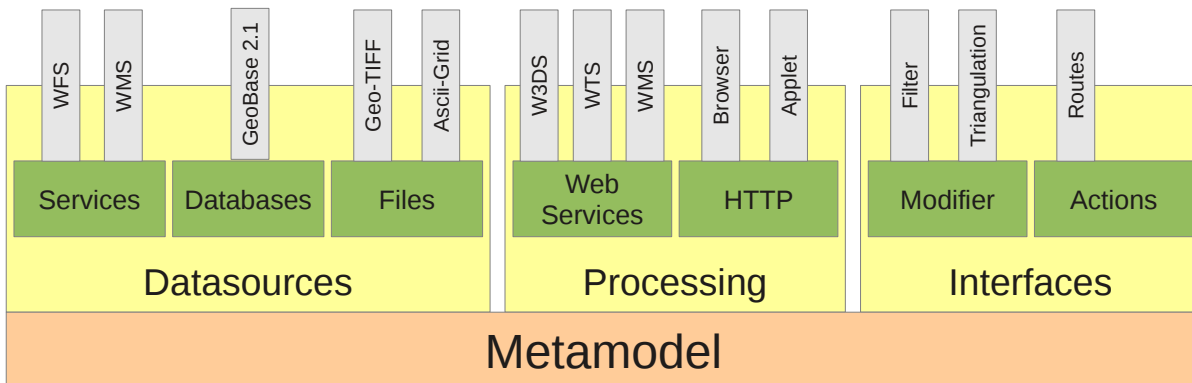 WFS
WMS
GeoBase 2.1
Geo-TIFF
Ascii-Grid
W3DS
WTS
WMS
Browser
Applet
Filter
Triangulation
Routes
Services
Databases
Files
Web
Services
HTTP
Modifier
Actions
Datasources
Processing
Interfaces
Metamodel